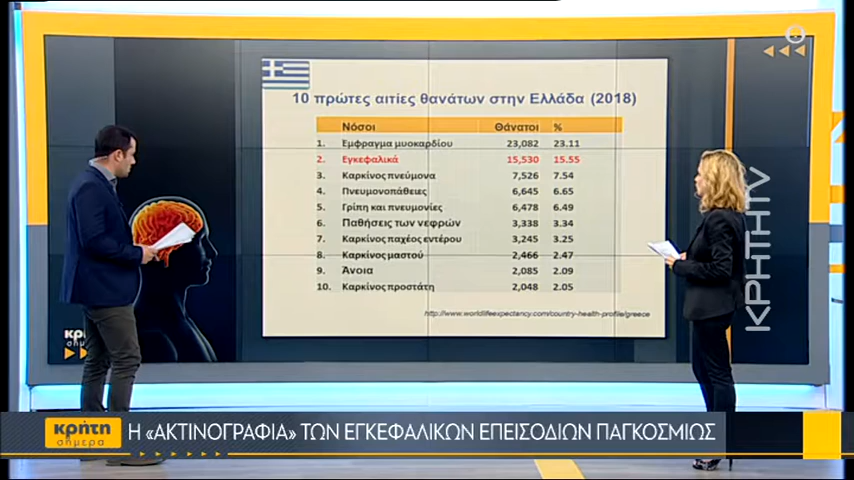 10 πρώτες αιτίες θανάτων στην Ελλάδα (2018)
Νόσοι Θάνατοι %
1. Εμφραγμα μυοκαρδίου 23,082 23.11
2. Εγκεφαλικά 15,530 15.55
3. Καρκίνος πνεύμονα 7,526 7.54
4. Πνευμονοπάθειες 6,645 6.65
5. Γρίπη και πνευμονίες 6,478 6.49
6. Παθήσεις των νεφρών 3,338 3.34
7. Καρκίνος παχέος εντέρου 3,245 3.25
8. Καρκίνος μαστού 2,466 2.47
9. Άνοια 2,085 2.09
10. Καρκίνος προστάτη 2,048 2.05
http://www.worldlifeexpectancy.com/country-health-profile/greece
ΚΡΗΤΗTV
κρήτη
σήμερα
Η «ΑΚΤΙΝΟΓΡΑΦΙΑ» ΤΩΝ ΕΓΚΕΦΑΛΙΚΩΝ ΕΠΕΙΣΟΔΙΩΝ ΠΑΓΚΟΣΜΙΩΣ